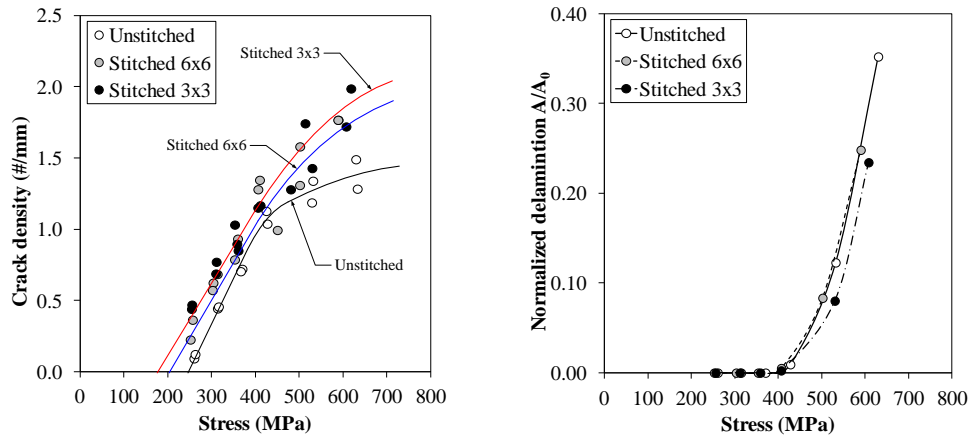 2.5
2.0
1.5
1.0
0.5
0.0
Crack density (#/mm)
Unstitched
Stitched 6x6
Stitched 3x3
Stitched 3x3
Stitched 6x6
Unstitched
0 100 200 300 400 500 600 700 800
Stress (MPa)
0.40
0.30
0.20
0.10
0.00
Normalized delamintion A/A0
Unstitched
Stitched 6x6
Stitched 3x3
0 100 200 300 400 500 600 700 800
Stress (MPa)